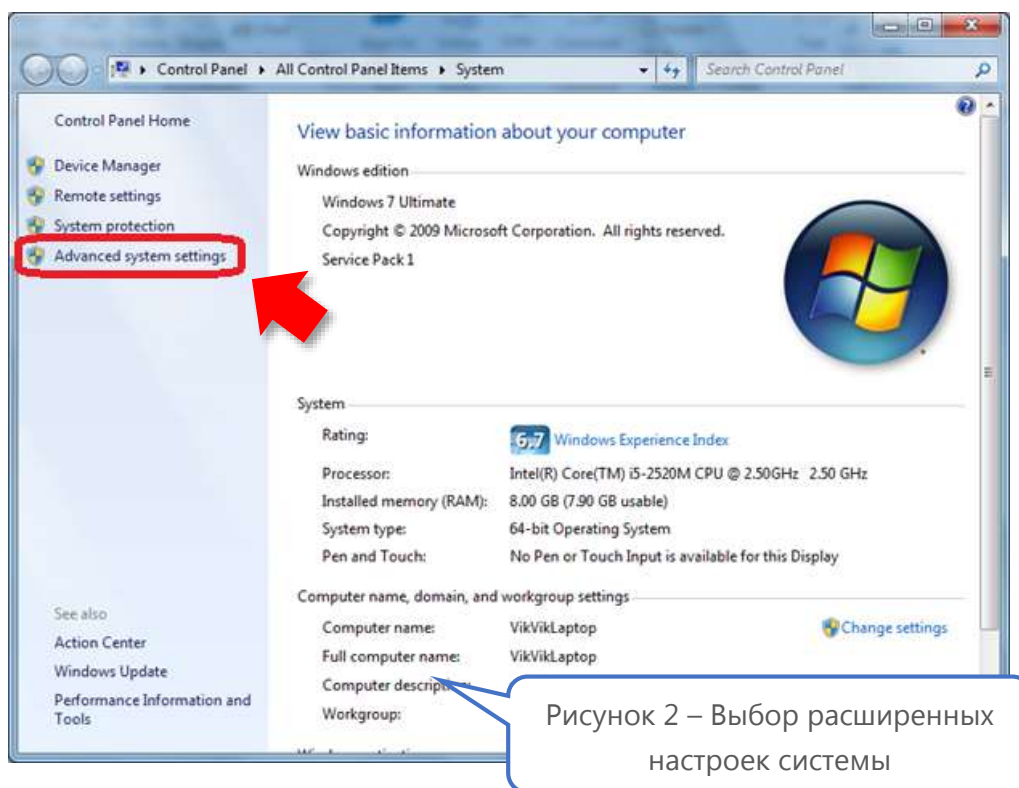 Control Panel ▸ All Control Panel Items ▸ System
Search Control Panel
Control Panel Home
Device Manager
Remote settings
System protection
Advanced system settings
See also
Action Center
Windows Update
Performance Information and
Tools
View basic information about your computer
Windows edition
Windows 7 Ultimate
Copyright © 2009 Microsoft Corporation. All rights reserved.
Service Pack 1
System
Rating: 6,7 Windows Experience Index
Processor: Intel(R) Core(TM) i5-2520M CPU @ 2.50GHz 2.50 GHz
Installed memory (RAM): 8.00 GB (7.90 GB usable)
System type: 64-bit Operating System
Pen and Touch: No Pen or Touch Input is available for this Display
Computer name, domain, and workgroup settings
Computer name: VikVikLaptop Change settings
Full computer name: VikVikLaptop
Computer description:
Workgroup:
Рисунок 2 – Выбор расширенных
настроек системы